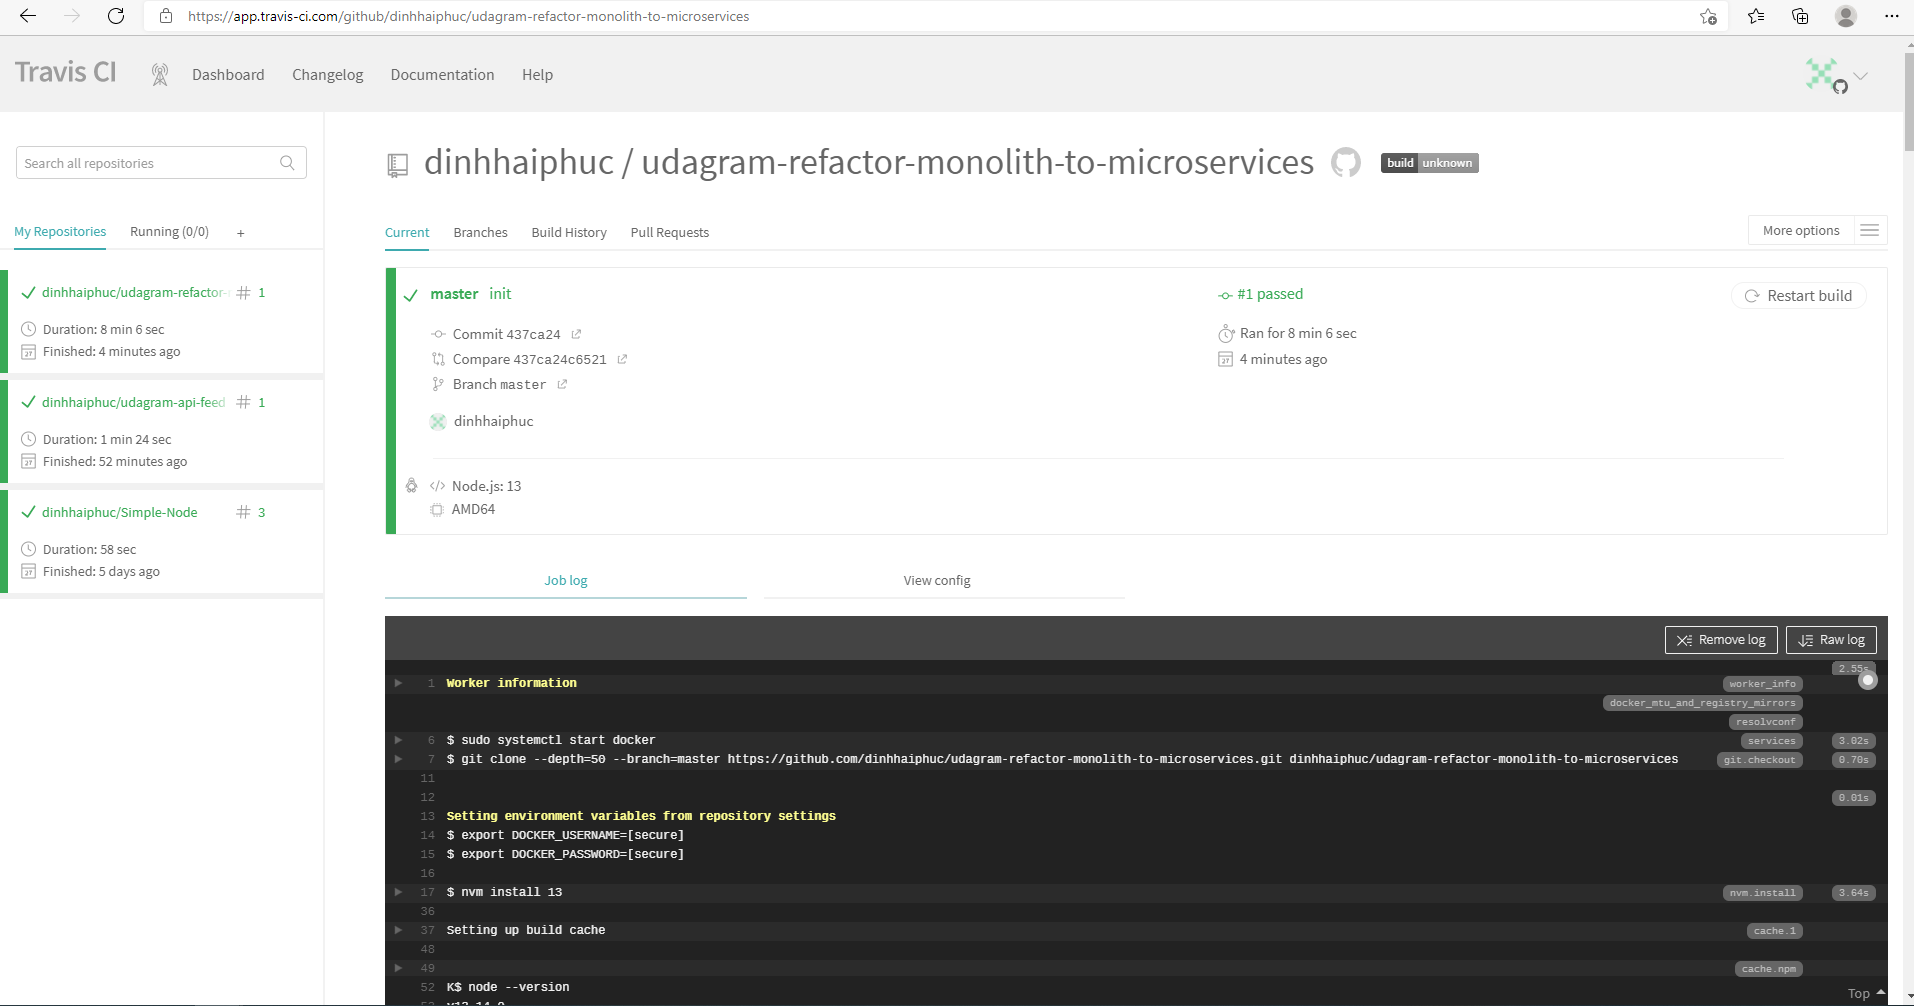 https://app.travis-ci.com/github/dinhhaiphuc/udagram-refactor-monolith-to-microservices
Travis CI
Dashboard Changelog Documentation Help
Search all repositories
My Repositories Running (0/0) +
dinhhaiphuc/udagram-refactor- # 1
Duration: 8 min 6 sec
Finished: 4 minutes ago
dinhhaiphuc/udagram-api-feed # 1
Duration: 1 min 24 sec
Finished: 52 minutes ago
dinhhaiphuc/Simple-Node # 3
Duration: 58 sec
Finished: 5 days ago
dinhhaiphuc / udagram-refactor-monolith-to-microservices build unknown
Current Branches Build History Pull Requests More options
master init
Commit 437ca24
Compare 437ca24c6521
Branch master
dinhhaiphuc
#1 passed
Ran for 8 min 6 sec
4 minutes ago
Restart build
</> Node.js: 13
AMD64
Job log View config
Remove log Raw log
2.55s
1 Worker information worker_info
docker_mtu_and_registry_mirrors
resolvconf
6 $ sudo systemctl start docker services 3.02s
7 $ git clone --depth=50 --branch=master https://github.com/dinhhaiphuc/udagram-refactor-monolith-to-microservices.git dinhhaiphuc/udagram-refactor-monolith-to-microservices git.checkout 0.70s
11
12 0.01s
13 Setting environment variables from repository settings
14 $ export DOCKER_USERNAME=[secure]
15 $ export DOCKER_PASSWORD=[secure]
16
17 $ nvm install 13 nvm.install 3.64s
36
37 Setting up build cache cache.1
48
49 cache.npm
52 K$ node --version
Top